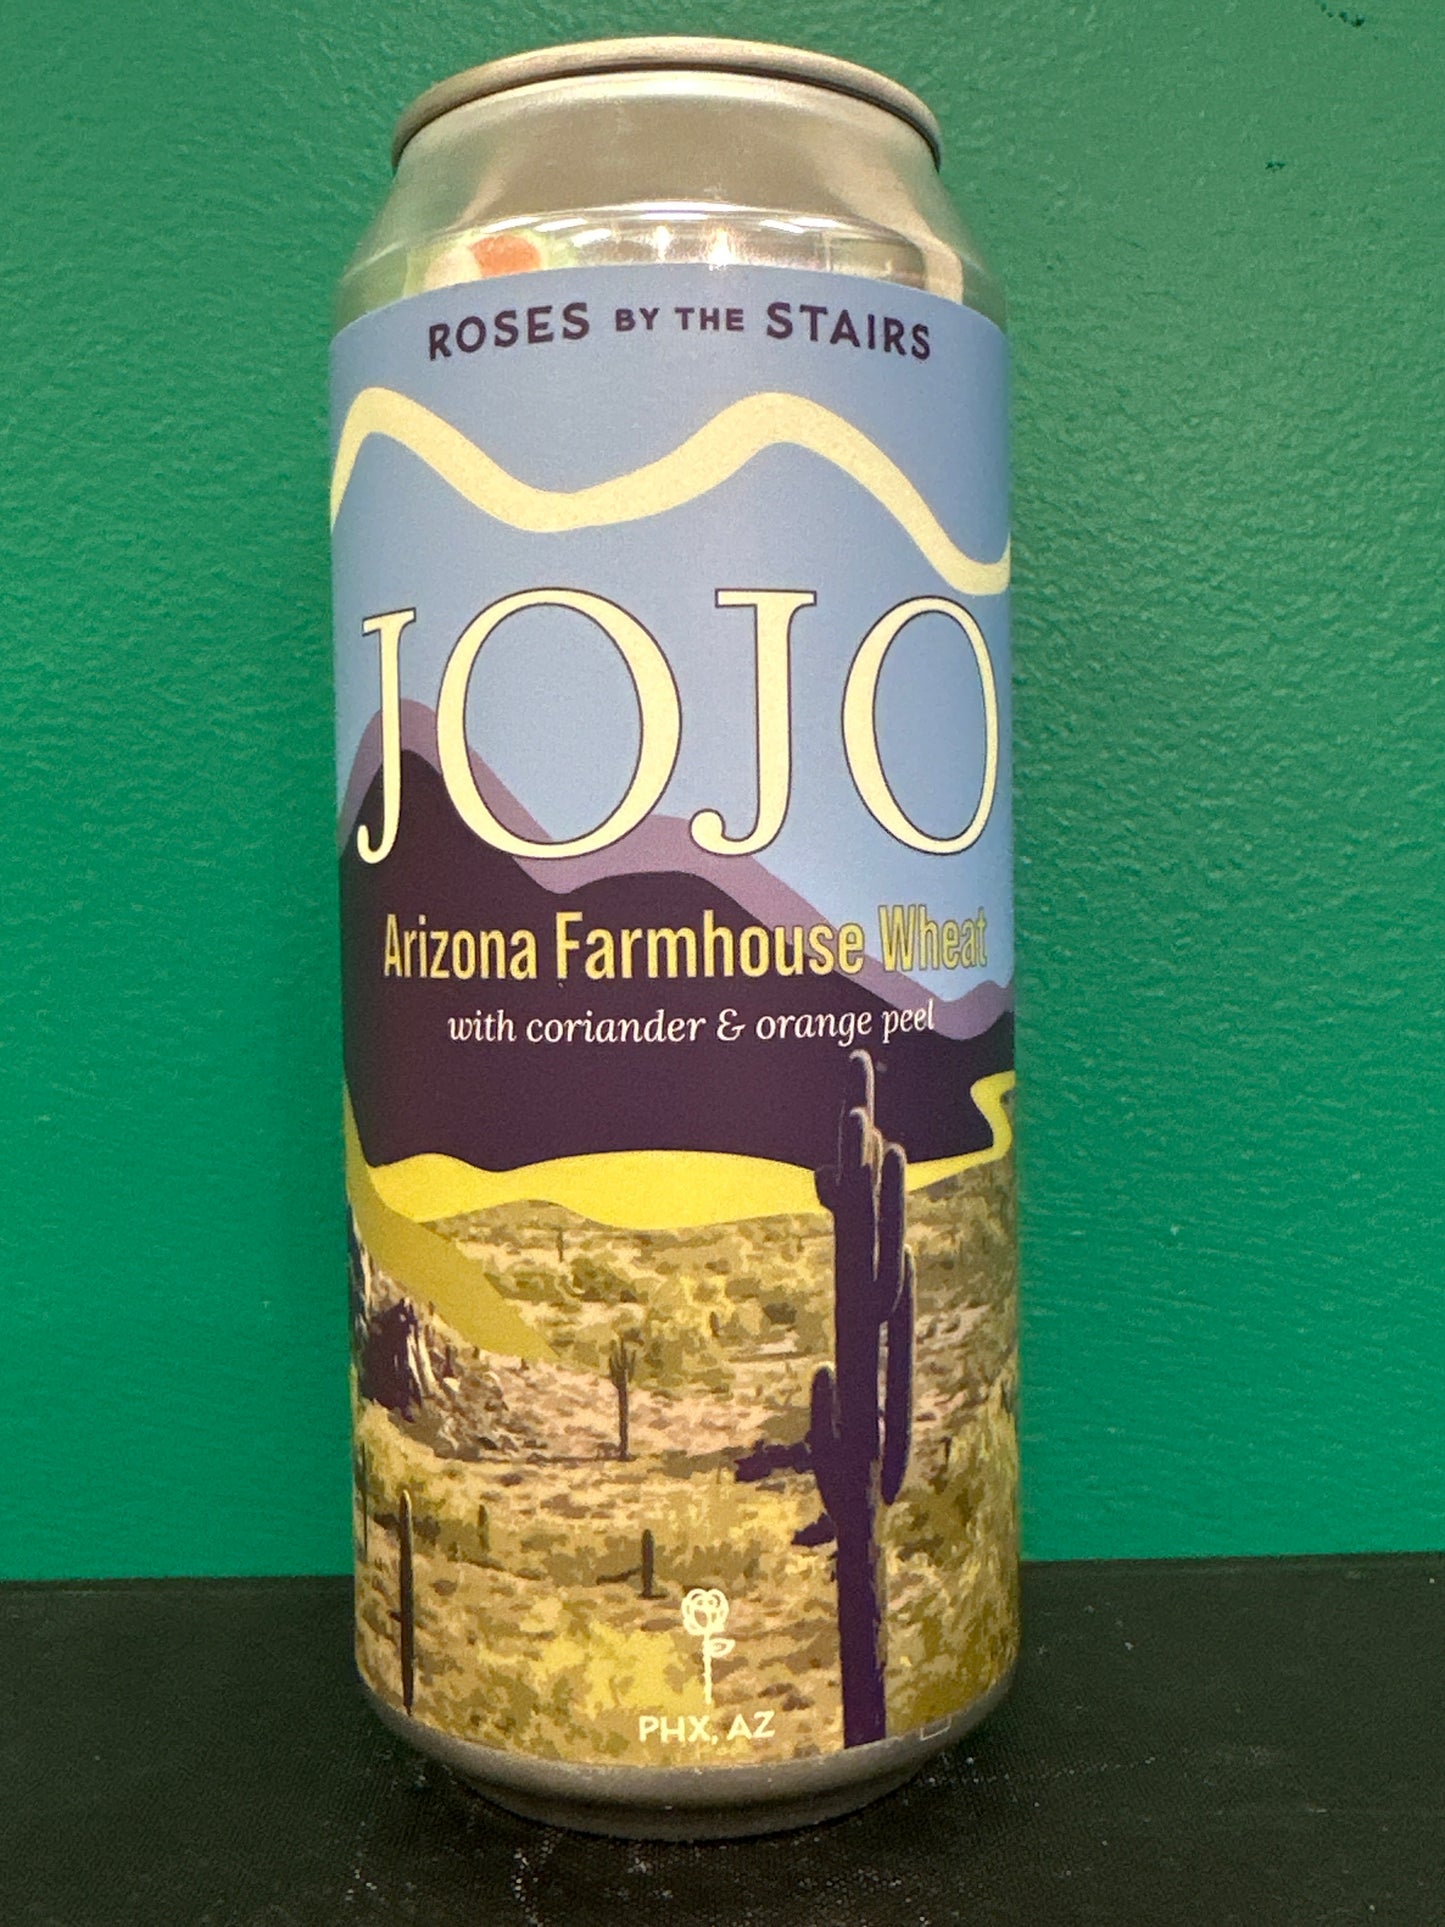 ROSES BY THE STAIRS
JOJO
Arizona Farmhouse Wheat
with coriander & orange peel
PHX, AZ